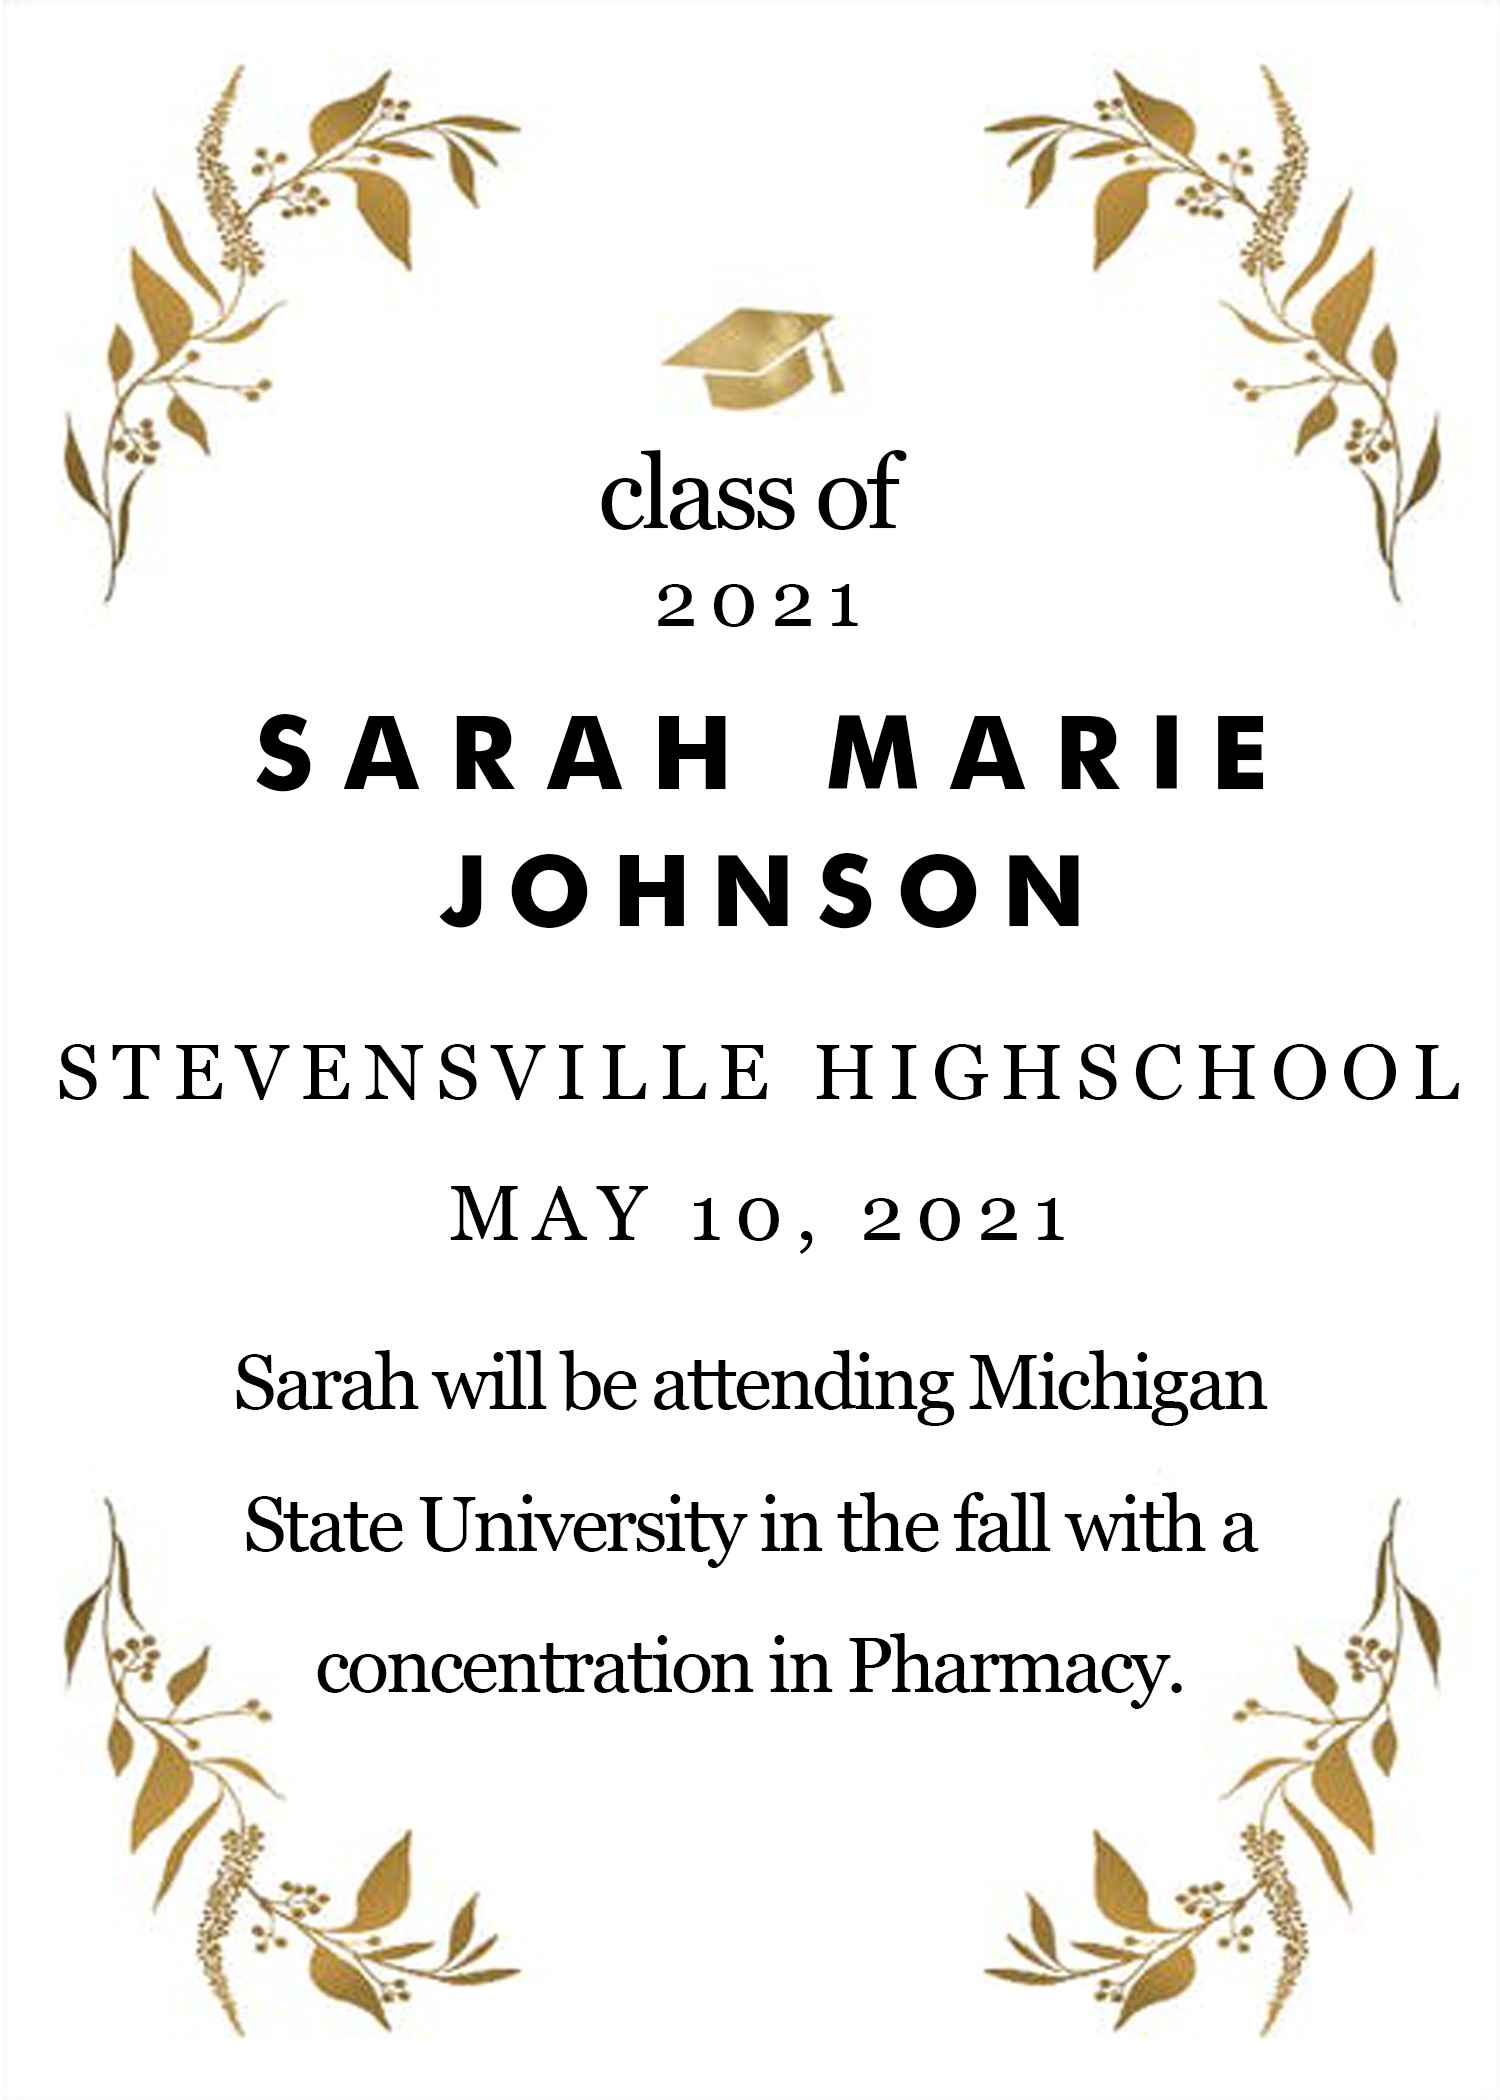 class of
2021
SARAH MARIE
JOHNSON
STEVENSVILLE HIGHSCHOOL
MAY 10, 2021
Sarah will be attending Michigan
State University in the fall with a
concentration in Pharmacy.